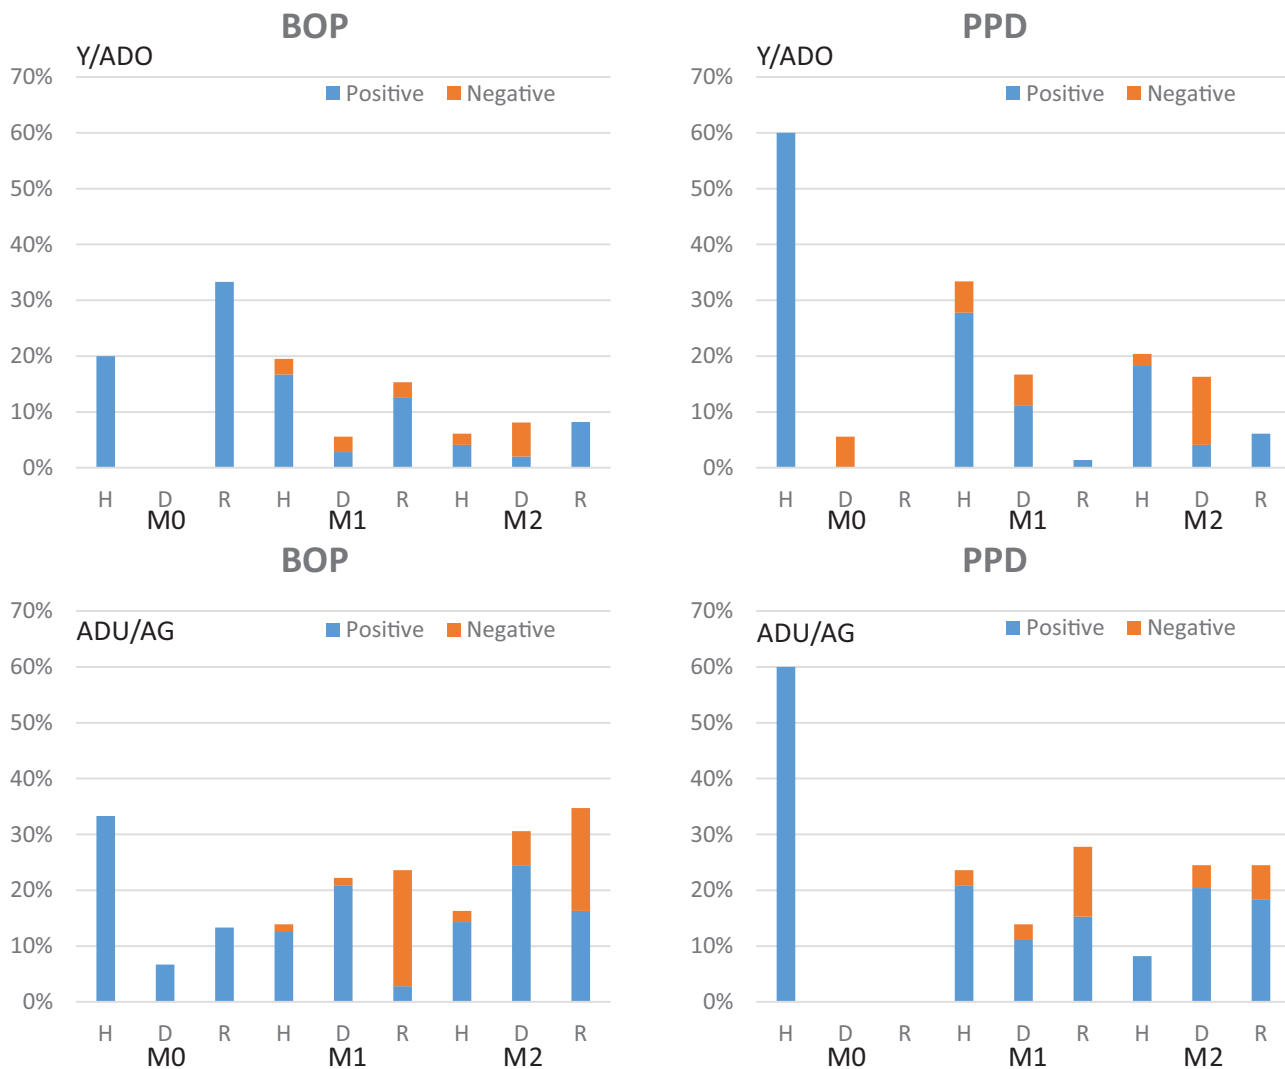 BOP
Y/ADO
70%
Positive Negative
60%
50%
40%
30%
20%
10%
0%
H D R H D R H D R
M0 M1 M2
PPD
Y/ADO
70%
Positive Negative
60%
50%
40%
30%
20%
10%
0%
H D R H D R H D R
M0 M1 M2
BOP
70%
ADU/AG Positive Negative
60%
50%
40%
30%
20%
10%
0%
H D R H D R H D R
M0 M1 M2
PPD
70%
ADU/AG Positive Negative
60%
50%
40%
30%
20%
10%
0%
H D R H D R H D R
M0 M1 M2